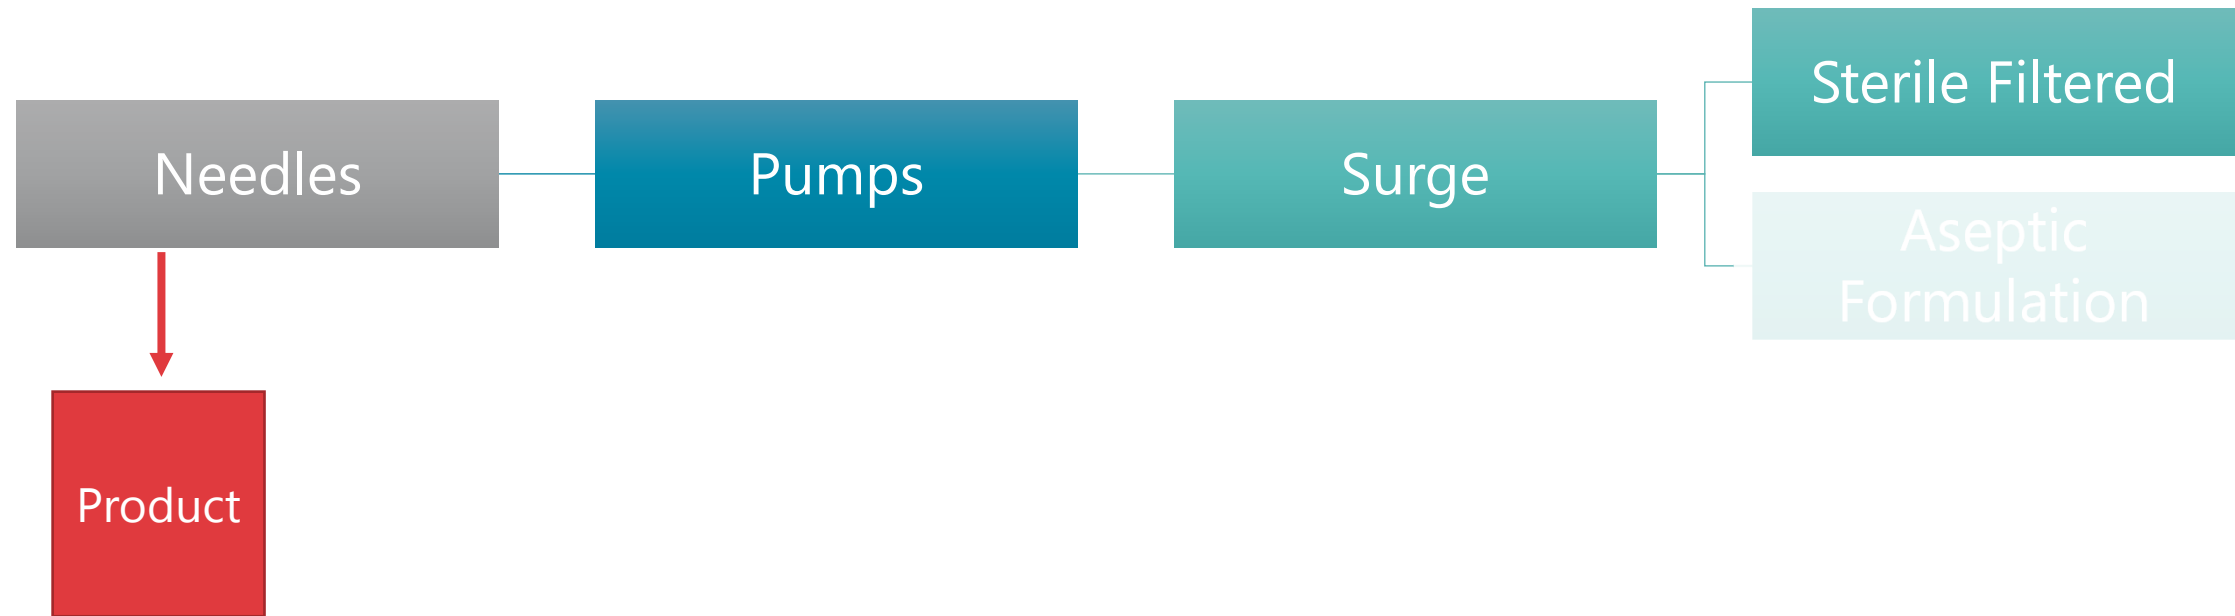 Needles
Pumps
Surge
Sterile Filtered
Aseptic
Formulation
Product